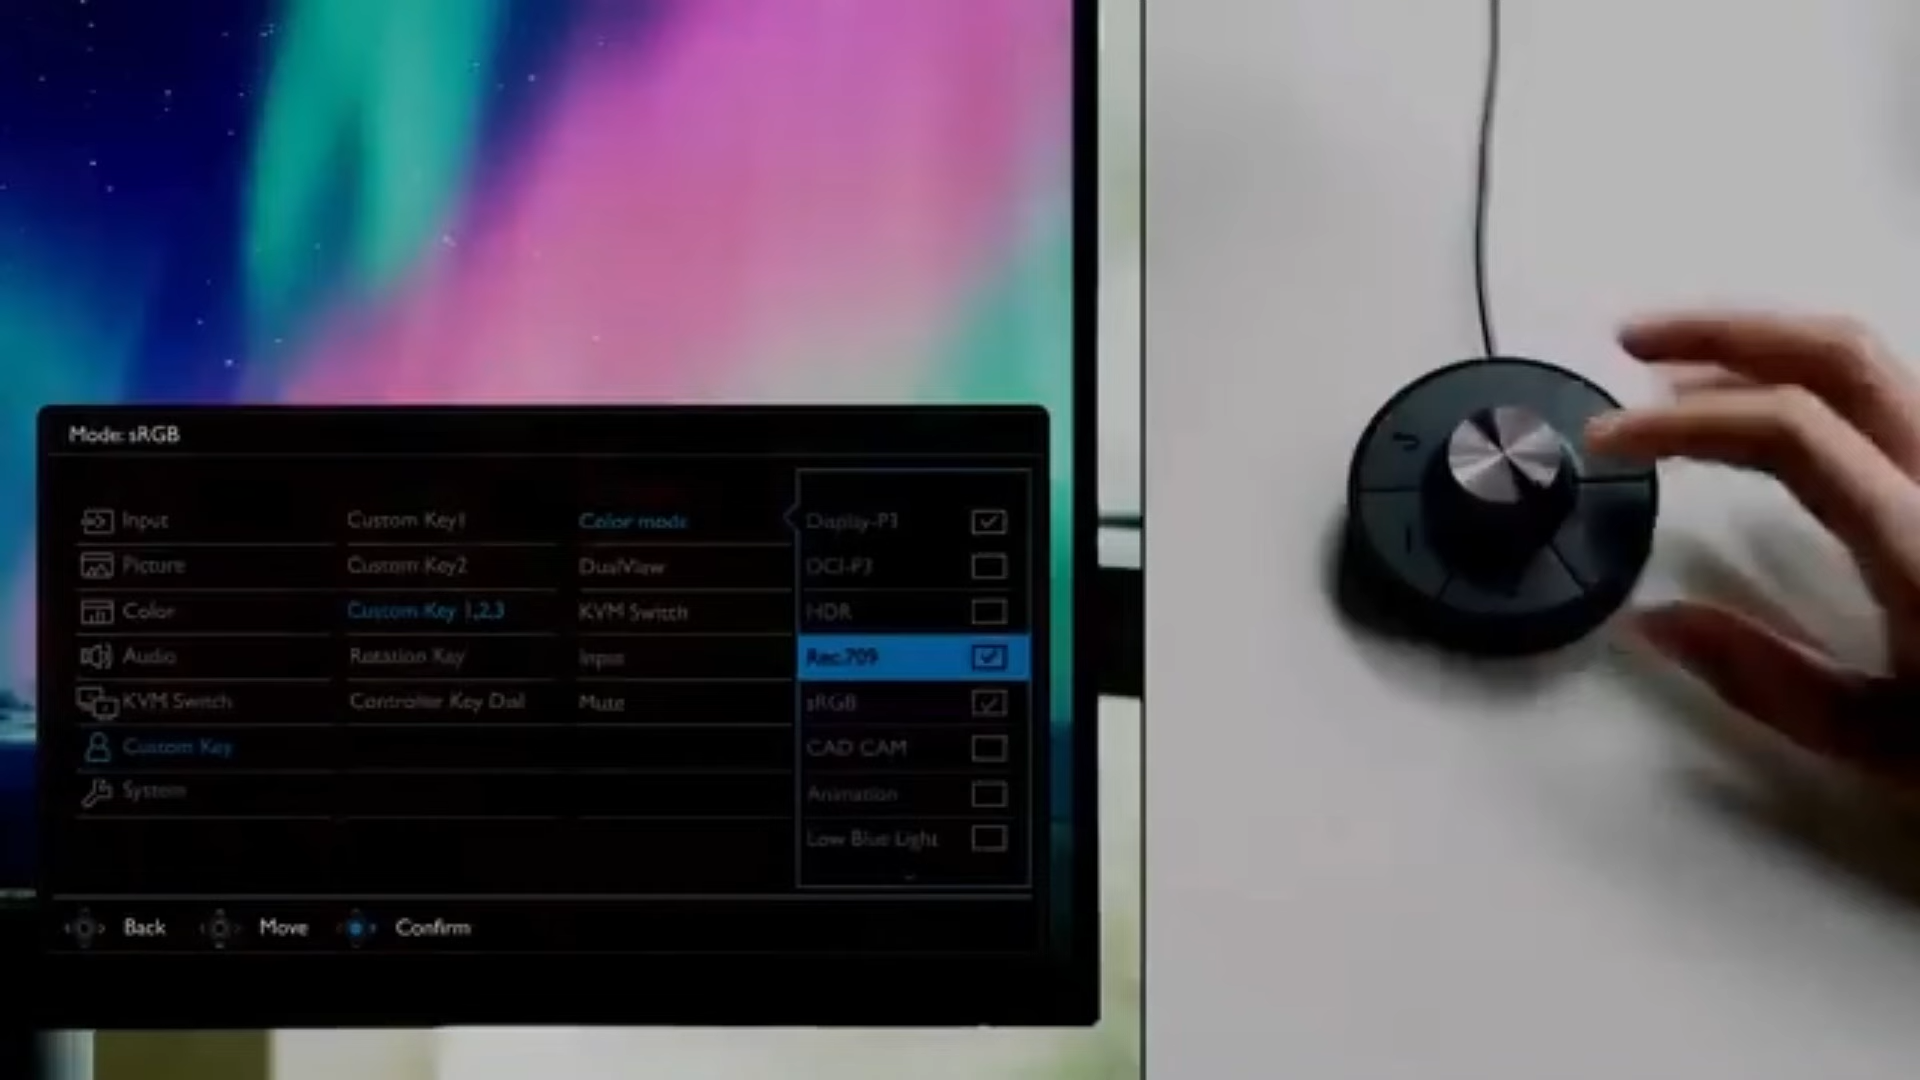 Mode: sRGB
Input Custom Key1 Color mode Display-P3
Picture Custom Key2 DualView DCI-P3
Color Custom Key 1,2,3 KVM Switch HDR
Audio Rotation Key Input Rec.709
KVM Switch Controller Key Dial Mute sRGB
Custom Key CAD CAM
System Animation
Low Blue Light
Back Move Confirm